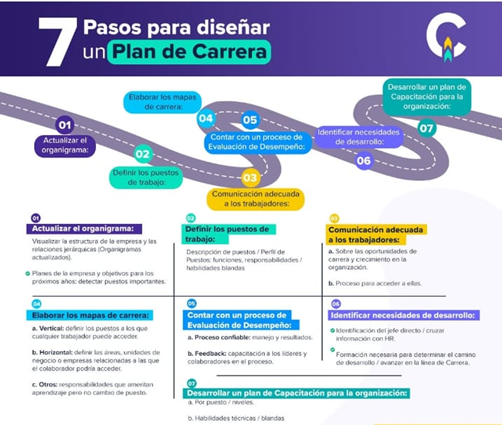 7 Pasos para diseñar
un Plan de Carrera
01
Actualizar el
organigrama:
02
Definir los puestos
de trabajo:
03
Comunicación adecuada
a los trabajadores:
Elaborar los mapas
de carrera:
04
05
Contar con un proceso de
Evaluación de Desempeño:
Identificar necesidades
de desarrollo:
06
Desarrollar un plan de
Capacitación para la
organización:
07
01
Actualizar el organigrama:
Visualizar la estructura de la empresa y las
relaciones jerárquicas (Organigramas
actualizados).
Planes de la empresa y objetivos para los
próximos años: detectar puestos importantes.
02
Definir los puestos de
trabajo:
Descripción de puestos / Perfil de
Puestos: funciones, responsabilidades /
habilidades blandas
03
Comunicación adecuada
a los trabajadores:
a. Sobre las oportunidades de
carrera y crecimiento en la
organización.
b. Proceso para acceder a ellas.
04
Elaborar los mapas de carrera:
a. Vertical: definir los puestos a los que
cualquier trabajador puede acceder.
b. Horizontal: definir las áreas, unidades de
negocio o empresas relacionadas a las que
el colaborador podría acceder.
c. Otros: responsabilidades que ameritan
aprendizaje pero no cambio de puesto.
05
Contar con un proceso de
Evaluación de Desempeño:
a. Proceso confiable: manejo y resultados.
b. Feedback: capacitación a los líderes y
colaboradores en el proceso.
06
Identificar necesidades de desarrollo:
Identificación del jefe directo / cruzar
información con HR.
Formación necesaria para determinar el camino
de desarrollo / avanzar en la línea de Carrera.
07
Desarrollar un plan de Capacitación para la organización:
a. Por puesto / niveles.
b. Habilidades técnicas / blandas